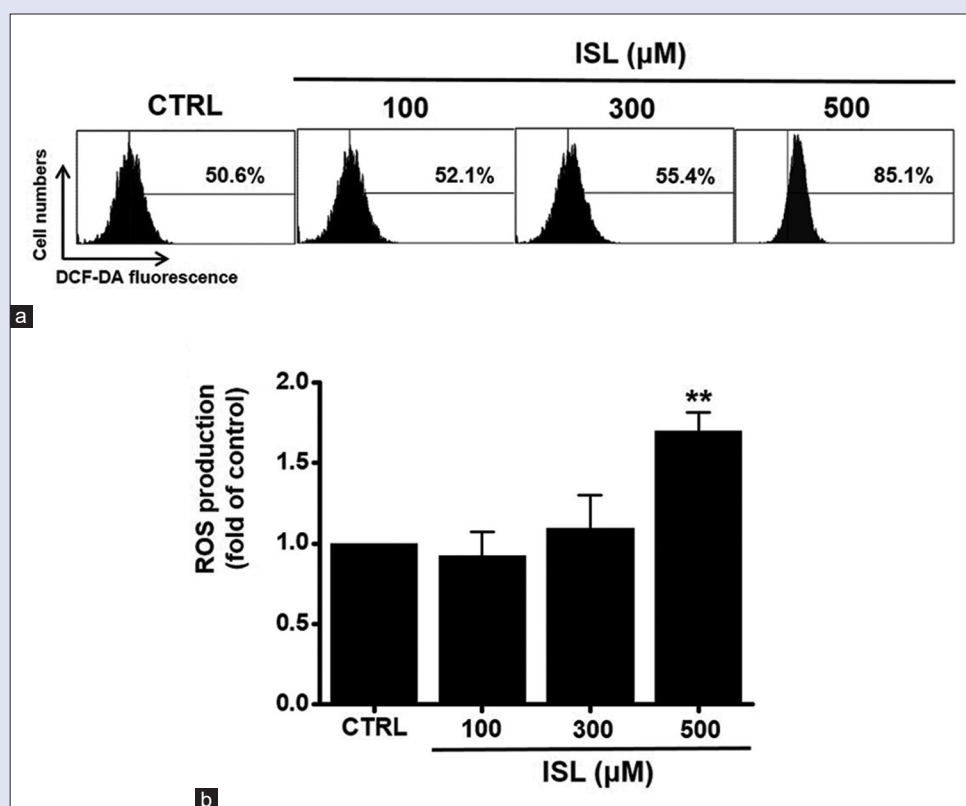 ISL (µM)
CTRL 100 300 500
50.6% 52.1% 55.4% 85.1%
Cell numbers
DCF-DA fluorescence
a
ROS production
(fold of control)
2.0
**
1.5
1.0
0.5
0.0
CTRL 100 300 500
ISL (µM)
b